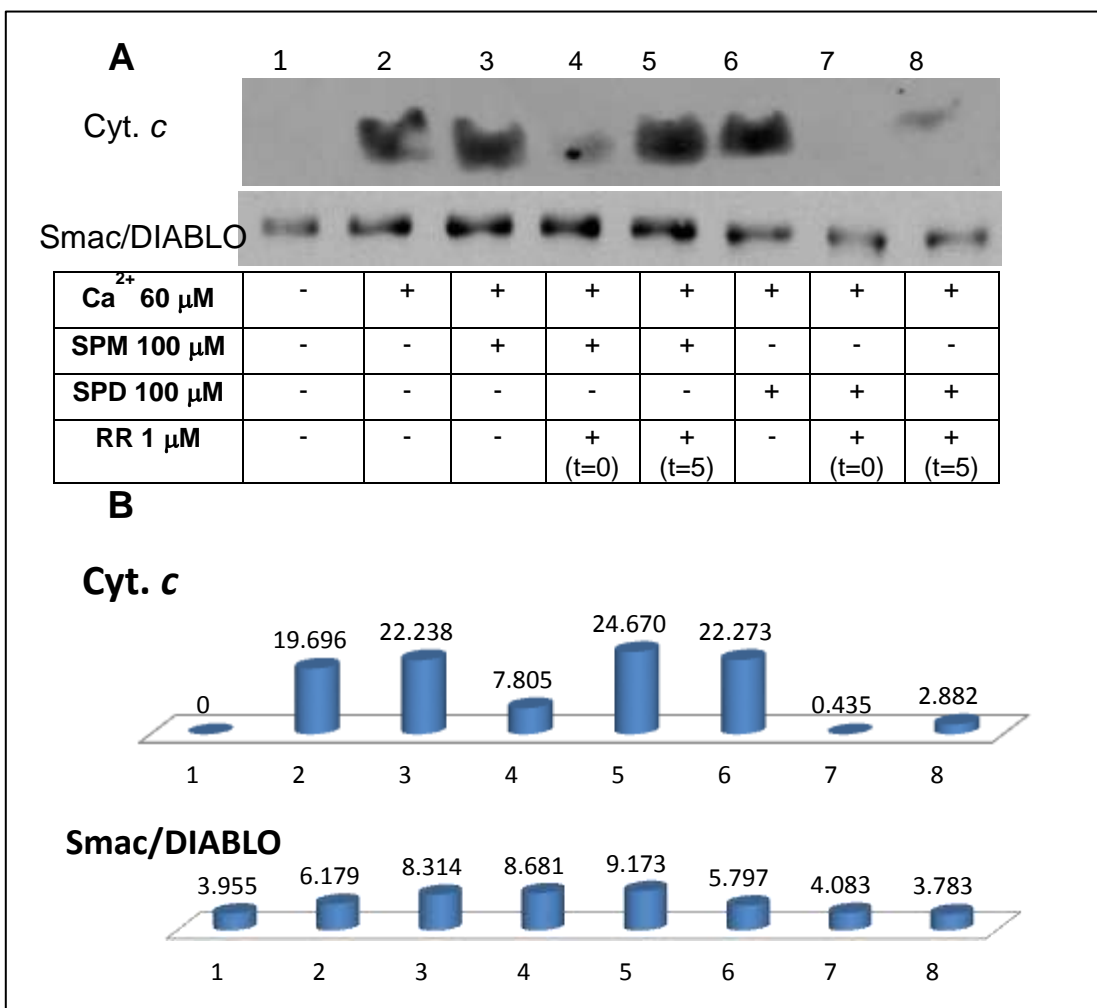 A 1 2 3 4 5 6 7 8
Cyt. c
Smac/DIABLO
Ca2+ 60 μM - + + + + + + +
SPM 100 μM - - + + + - - -
SPD 100 μM - - - - - + + +
RR 1 μM - - - + (t=0) + (t=5) - + (t=0) + (t=5)
B
Cyt. c
0 19.696 22.238 7.805 24.670 22.273 0.435 2.882
1 2 3 4 5 6 7 8
Smac/DIABLO
3.955 6.179 8.314 8.681 9.173 5.797 4.083 3.783
1 2 3 4 5 6 7 8